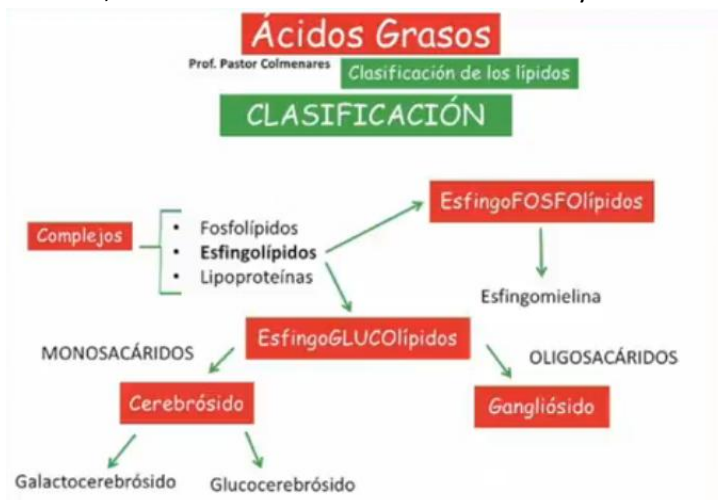 Ácidos Grasos
Prof. Pastor Colmenares
Clasificación de los lípidos
CLASIFICACIÓN
EsfingoFOSFOlípidos
Complejos
• Fosfolípidos
• Esfingolípidos
• Lipoproteínas
Esfingomielina
EsfingoGLUCOlípidos
MONOSACÁRIDOS
OLIGOSACÁRIDOS
Cerebrósido
Gangliósido
Galactocerebrósido
Glucocerebrósido